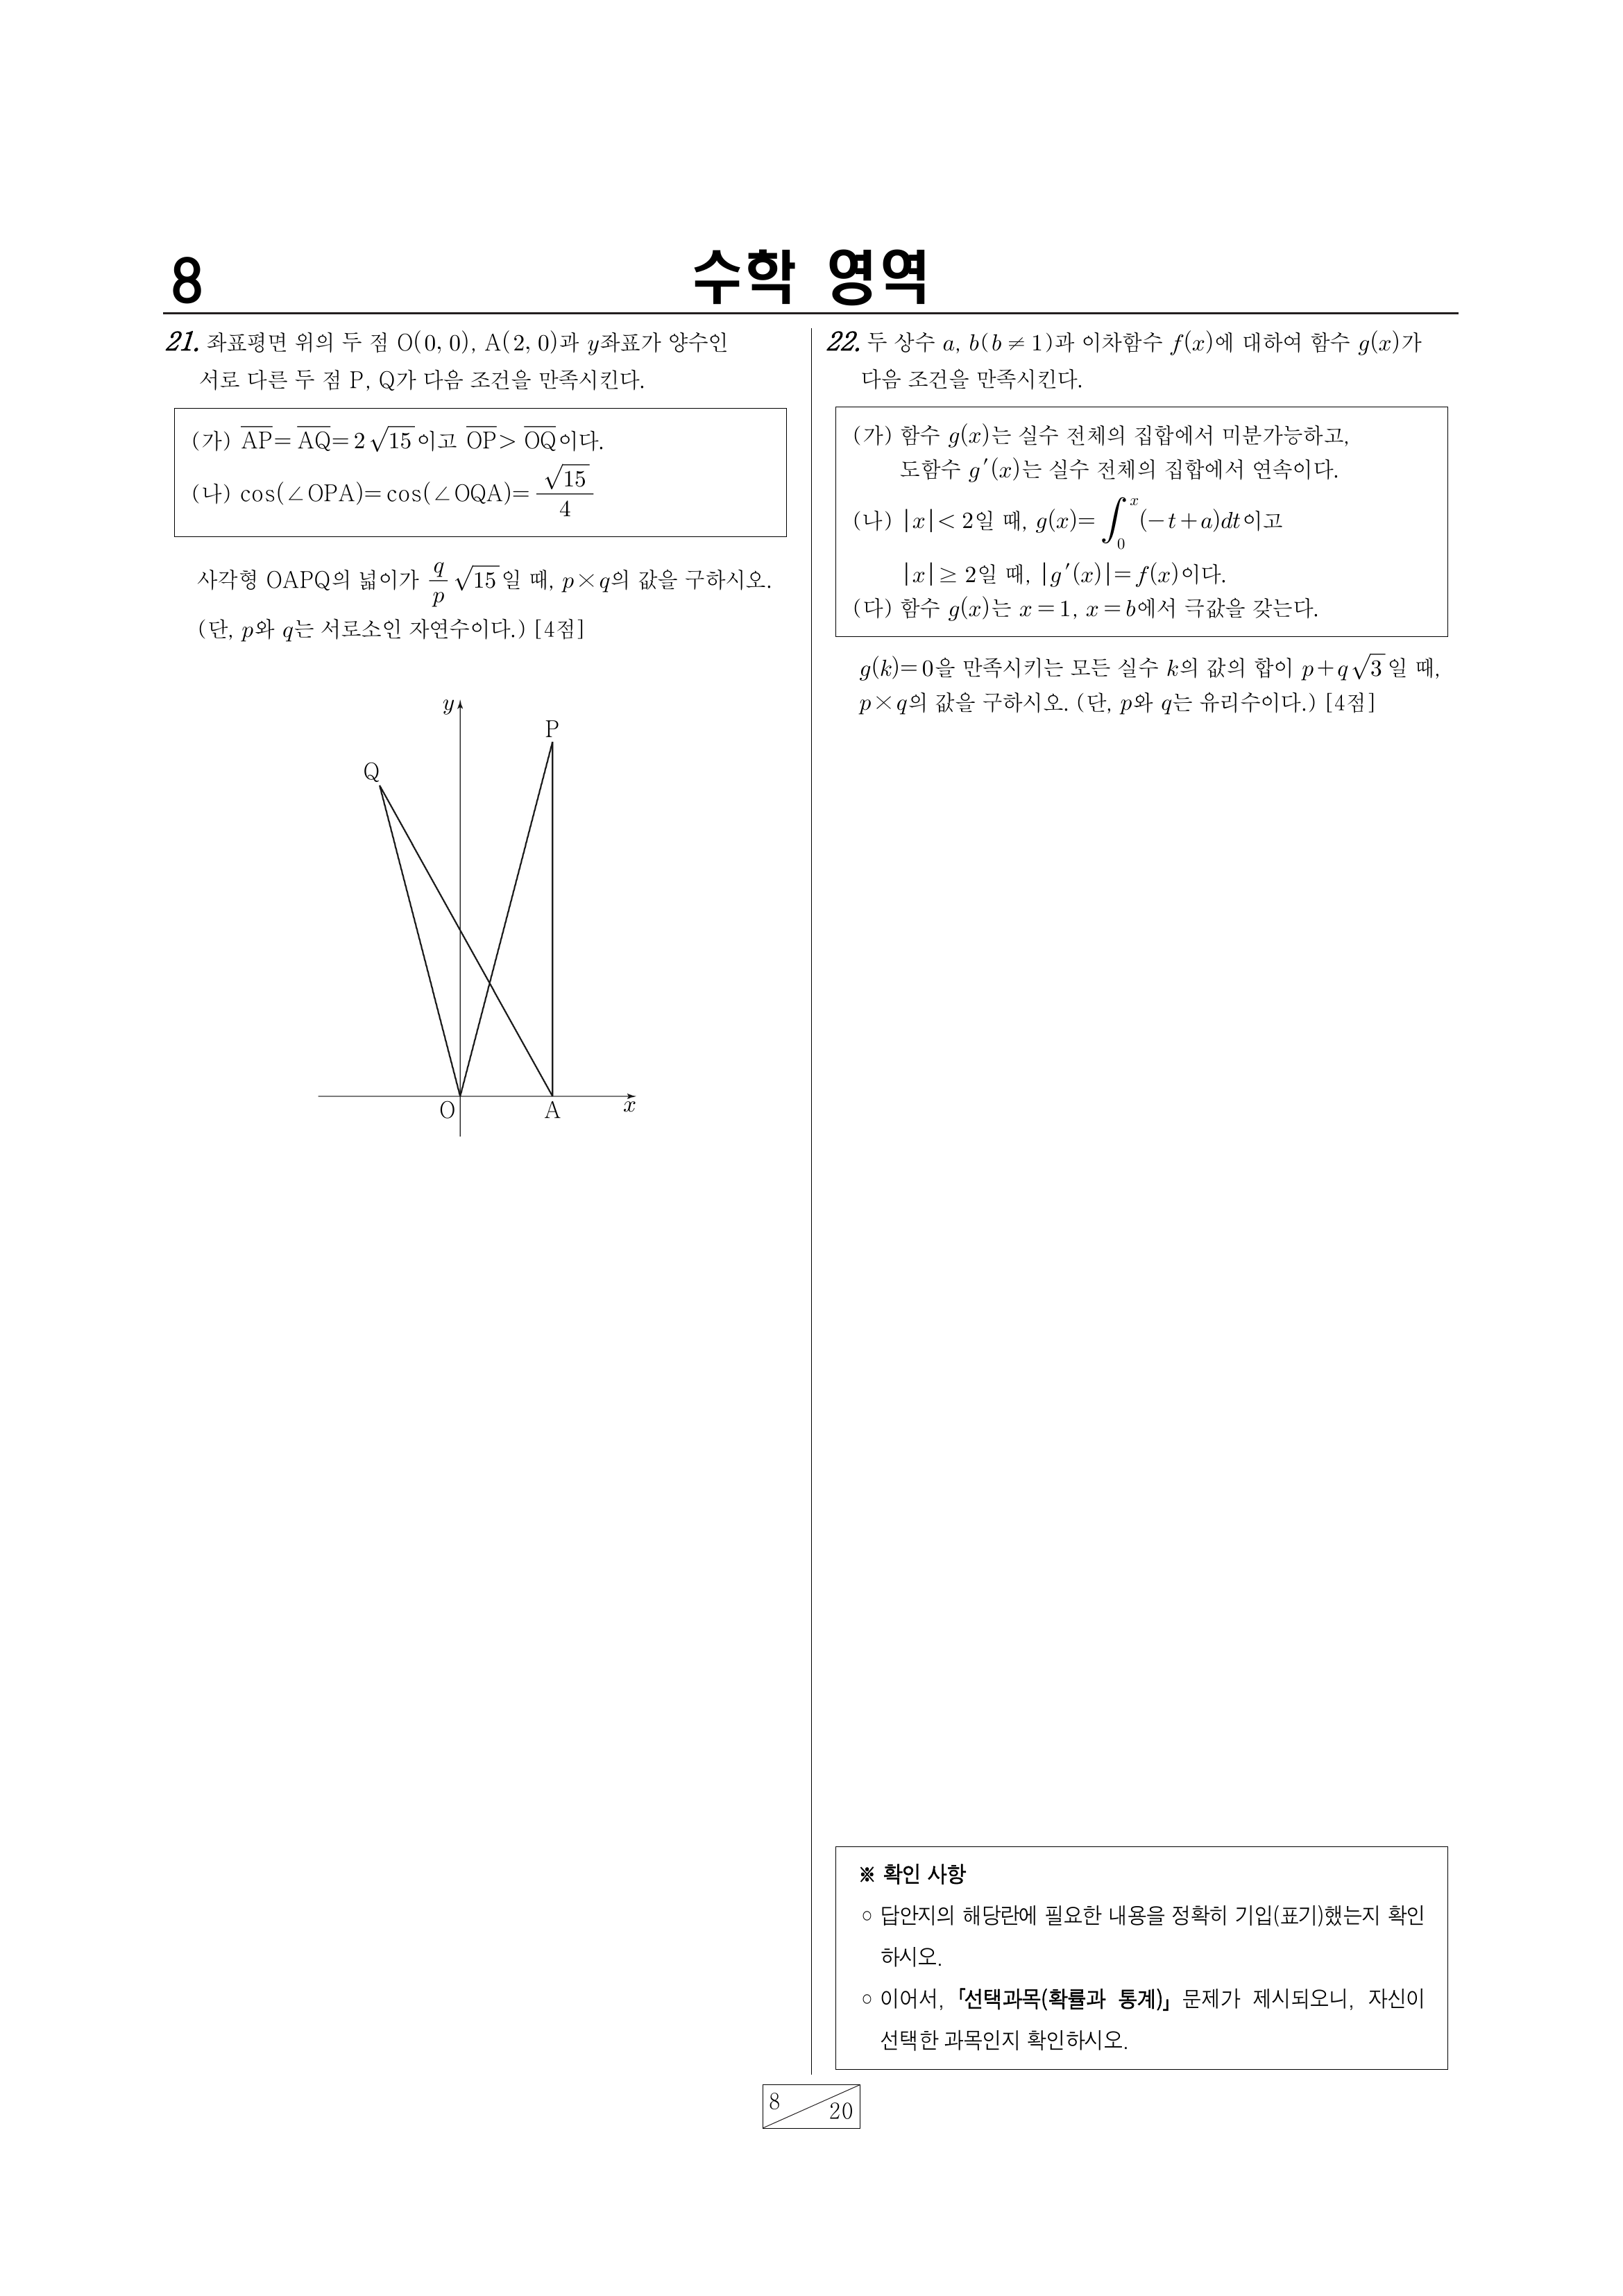 8
수학 영역
21. 좌표평면 위의 두 점 O(0, 0), A(2, 0)과 y좌표가 양수인
서로 다른 두 점 P, Q가 다음 조건을 만족시킨다.
(가) \overline{AP}=\overline{AQ}=2\sqrt{15}이고 \overline{OP}>\overline{OQ}이다.
(나) cos(∠OPA)=cos(∠OQA)=\frac{\sqrt{15}}{4}
사각형 OAPQ의 넓이가 \frac{q}{p}\sqrt{15}일 때, p×q의 값을 구하시오.
(단, p와 q는 서로소인 자연수이다.) [4점]
y
P
Q
O
A
x
22. 두 상수 a, b(b≠1)과 이차함수 f(x)에 대하여 함수 g(x)가
다음 조건을 만족시킨다.
(가) 함수 g(x)는 실수 전체의 집합에서 미분가능하고,
도함수 g′(x)는 실수 전체의 집합에서 연속이다.
(나) |x|<2일 때, g(x)=\int_{0}^{x}(-t+a)dt이고
|x|≥2일 때, |g′(x)|=f(x)이다.
(다) 함수 g(x)는 x=1, x=b에서 극값을 갖는다.
g(k)=0을 만족시키는 모든 실수 k의 값의 합이 p+q\sqrt{3}일 때,
p×q의 값을 구하시오. (단, p와 q는 유리수이다.) [4점]
※ 확인 사항
○ 답안지의 해당란에 필요한 내용을 정확히 기입(표기)했는지 확인
하시오.
○ 이어서, 「선택과목(확률과 통계)」 문제가 제시되오니, 자신이
선택한 과목인지 확인하시오.
8
20